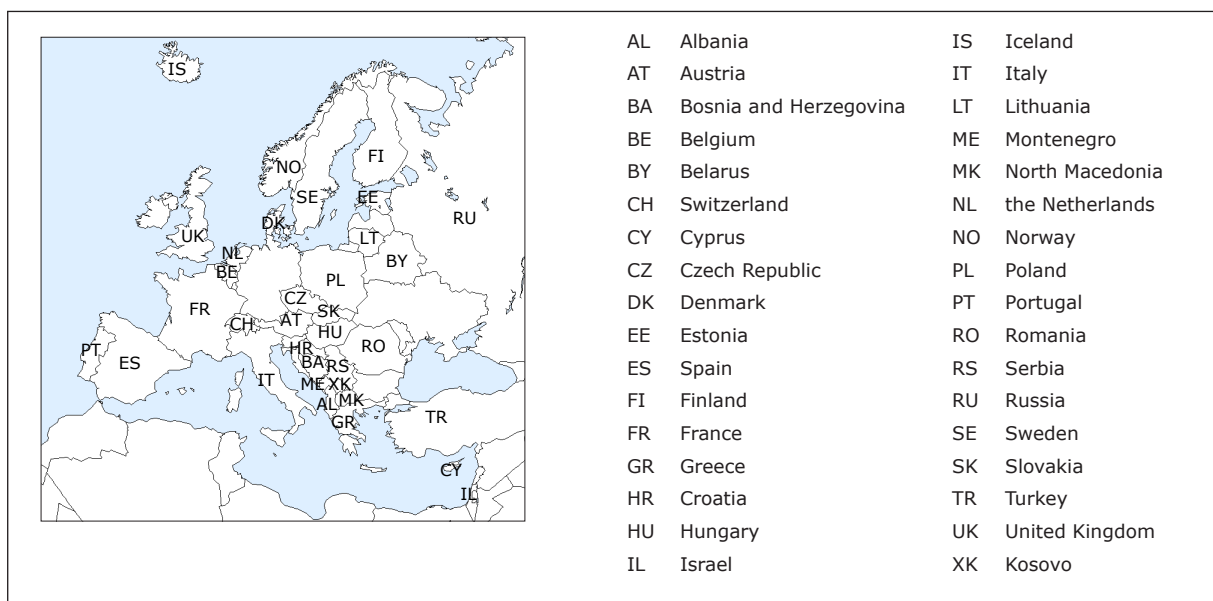 IS
NO
FI
SE
EE
RU
DK
LT
UK
NL
BY
BE
PL
CZ
FR
SK
AT
CH
HU
RO
HR
PT
BA
RS
ES
IT
ME
XK
AL
MK
GR
TR
CY
IL
AL Albania
AT Austria
BA Bosnia and Herzegovina
BE Belgium
BY Belarus
CH Switzerland
CY Cyprus
CZ Czech Republic
DK Denmark
EE Estonia
ES Spain
FI Finland
FR France
GR Greece
HR Croatia
HU Hungary
IL Israel
IS Iceland
IT Italy
LT Lithuania
ME Montenegro
MK North Macedonia
NL the Netherlands
NO Norway
PL Poland
PT Portugal
RO Romania
RS Serbia
RU Russia
SE Sweden
SK Slovakia
TR Turkey
UK United Kingdom
XK Kosovo